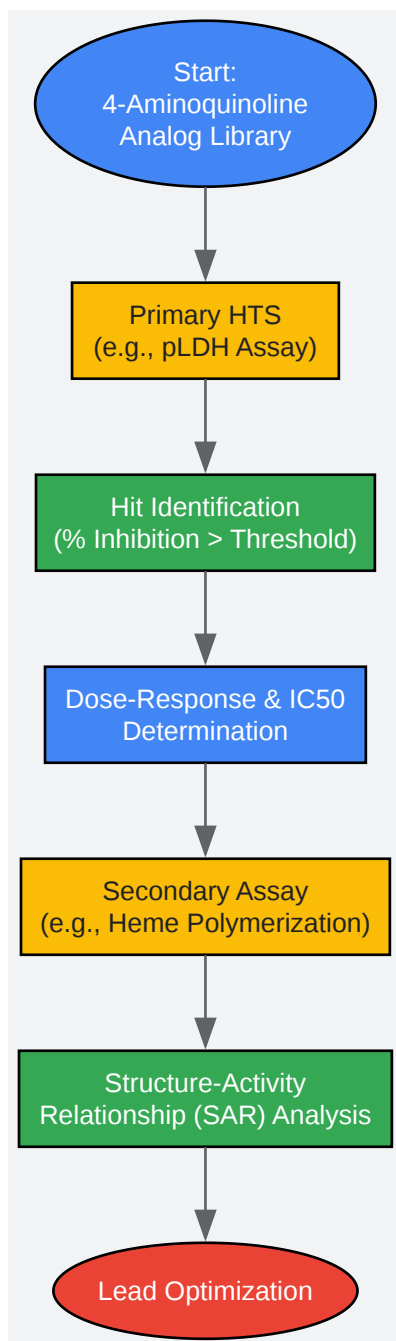 Start:
4-Aminoquinoline
Analog Library
Primary HTS
(e.g., pLDH Assay)
Hit Identification
(% Inhibition > Threshold)
Dose-Response & IC50
Determination
Secondary Assay
(e.g., Heme Polymerization)
Structure-Activity
Relationship (SAR) Analysis
Lead Optimization